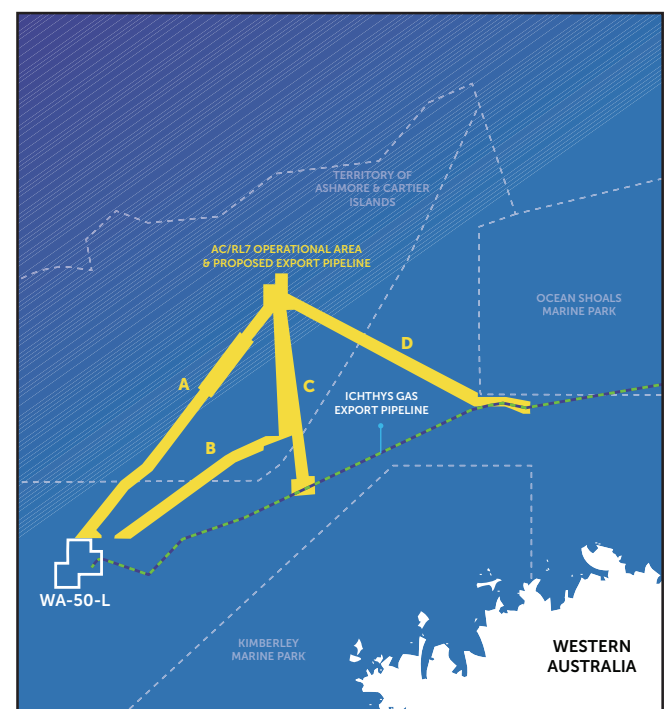 TERRITORY OF
ASHMORE & CARTIER
ISLANDS
AC/RL7 OPERATIONAL AREA
& PROPOSED EXPORT PIPELINE
OCEAN SHOALS
MARINE PARK
D
A
C
ICHTHYS GAS
EXPORT PIPELINE
B
WA-50-L
KIMBERLEY
MARINE PARK
WESTERN
AUSTRALIA